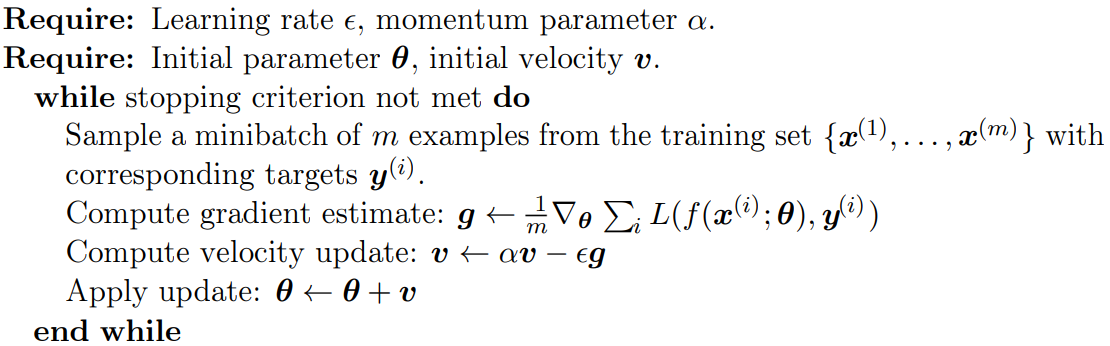 Require: Learning rate ϵ, momentum parameter α.
Require: Initial parameter θ, initial velocity v.
while stopping criterion not met do
Sample a minibatch of m examples from the training set {x⁽¹⁾, . . . , x⁽ᵐ⁾} with
corresponding targets y⁽ⁱ⁾.
Compute gradient estimate: g ← 1/m ∇_θ ∑_i L(f(x⁽ⁱ⁾; θ), y⁽ⁱ⁾)
Compute velocity update: v ← αv − ϵg
Apply update: θ ← θ + v
end while